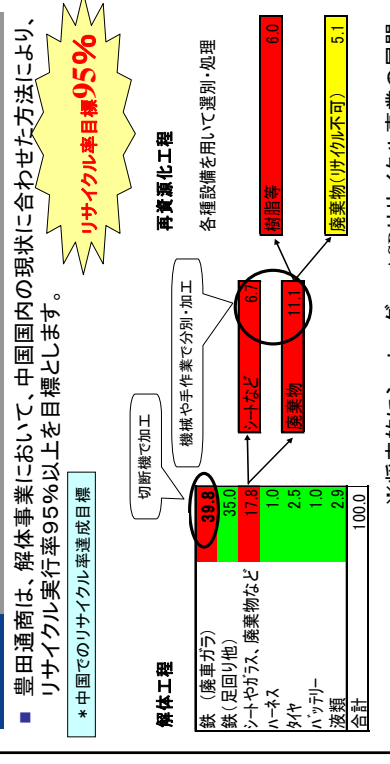 ■ 豊田通商は、解体事業において、中国国内の現状に合わせた方法により、
リサイクル実行率95%以上を目標とします。
リサイクル率目標95%
*中国でのリサイクル率達成目標
解体工程
再資源化工程
切断機で加工
機械や手作業で分別・加工
各種設備を用いて選別・処理
鉄 (廃車ガラ) 39.8
鉄(足回り他) 35.0
シートやガラス、廃棄物など 17.8
ハーネス 1.0
タイヤ 2.5
バッテリー 1.0
液類 2.9
合計 100.0
シートなど 6.7
廃棄物 11.1
樹脂等 6.0
廃棄物(リサイクル不可) 5.1